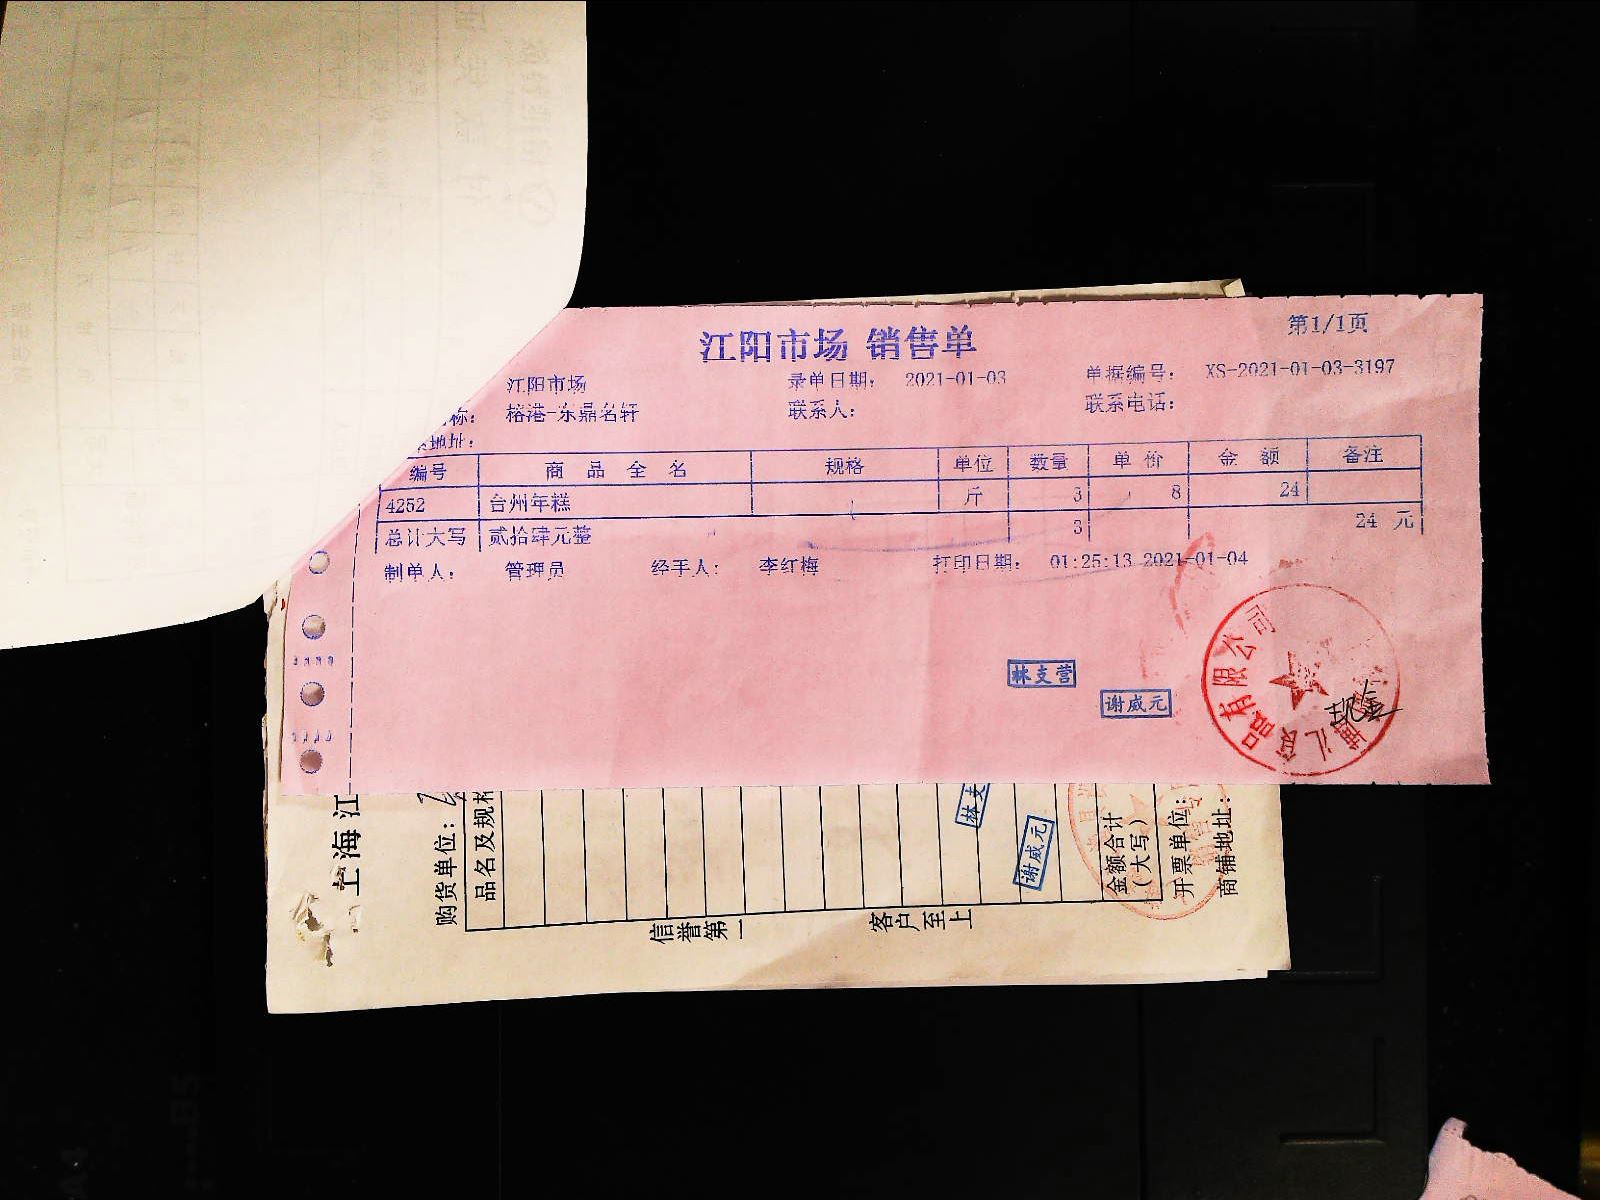 江阳市场 销售单
第1/1页
江阳市场 录单日期: 2021-01-03 单据编号: XS-2021-01-03-3197
称: 榕港-东鼎名轩 联系人: 联系电话:
地址:
编号 商品全名 规格 单位 数量 单价 金额 备注
4252 台州年糕 斤 3 8 24
总计大写 贰拾肆元整 3 24 元
制单人: 管理员 经手人: 李红梅 打印日期: 01:25:13 2021-01-04
林支营
谢威元
品有限公司
现金
上海江
购货单位:
品名及规格
林支
谢威元
金额合计
(大写)
开票单位:
商铺地址:
信誉第一
客户至上